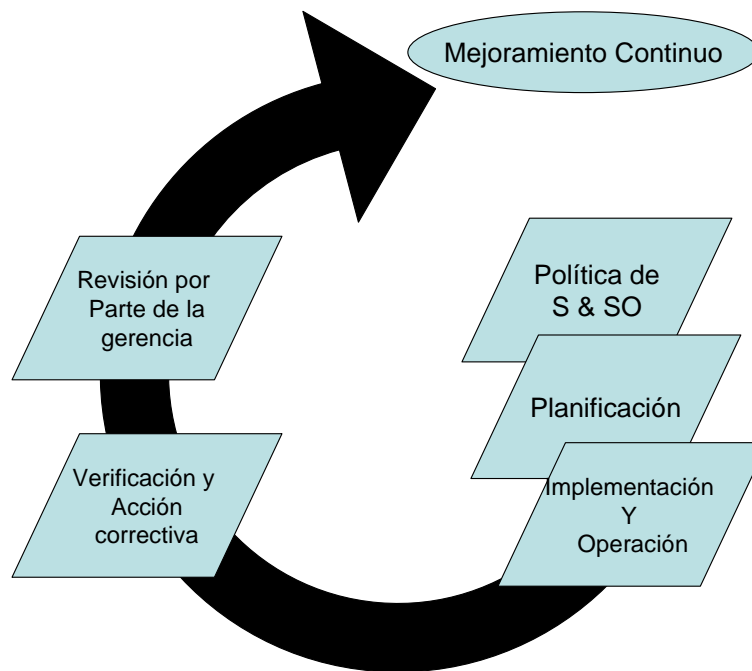 Mejoramiento Continuo
Política de
S & SO
Planificación
Implementación
Y
Operación
Verificación y
Acción
correctiva
Revisión por
Parte de la
gerencia